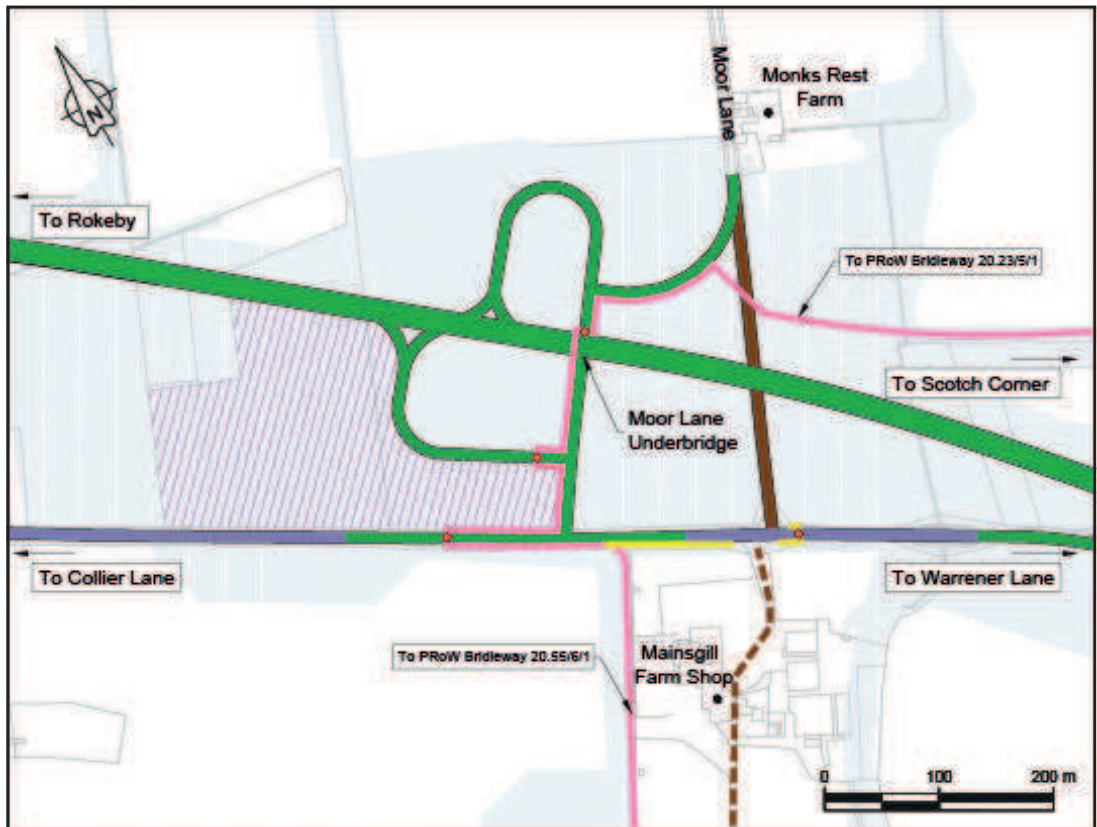 Moor Lane
Monks Rest
Farm
N
To Rokeby
To PRoW Bridleway 20.23/5/1
To Scotch Corner
Moor Lane
Underbridge
To Collier Lane
To Warrener Lane
To PRoW Bridleway 20.55/6/1
Mainsgill
Farm Shop
0 100 200 m